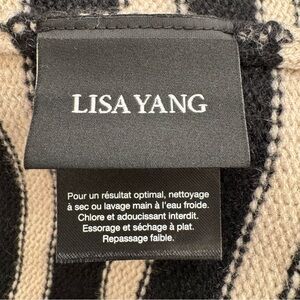 LISA YANG
Pour un résultat optimal, nettoyage
à sec ou lavage main à l'eau froide.
Chlore et adoucissant interdit.
Essorage et séchage à plat.
Repassage faible.